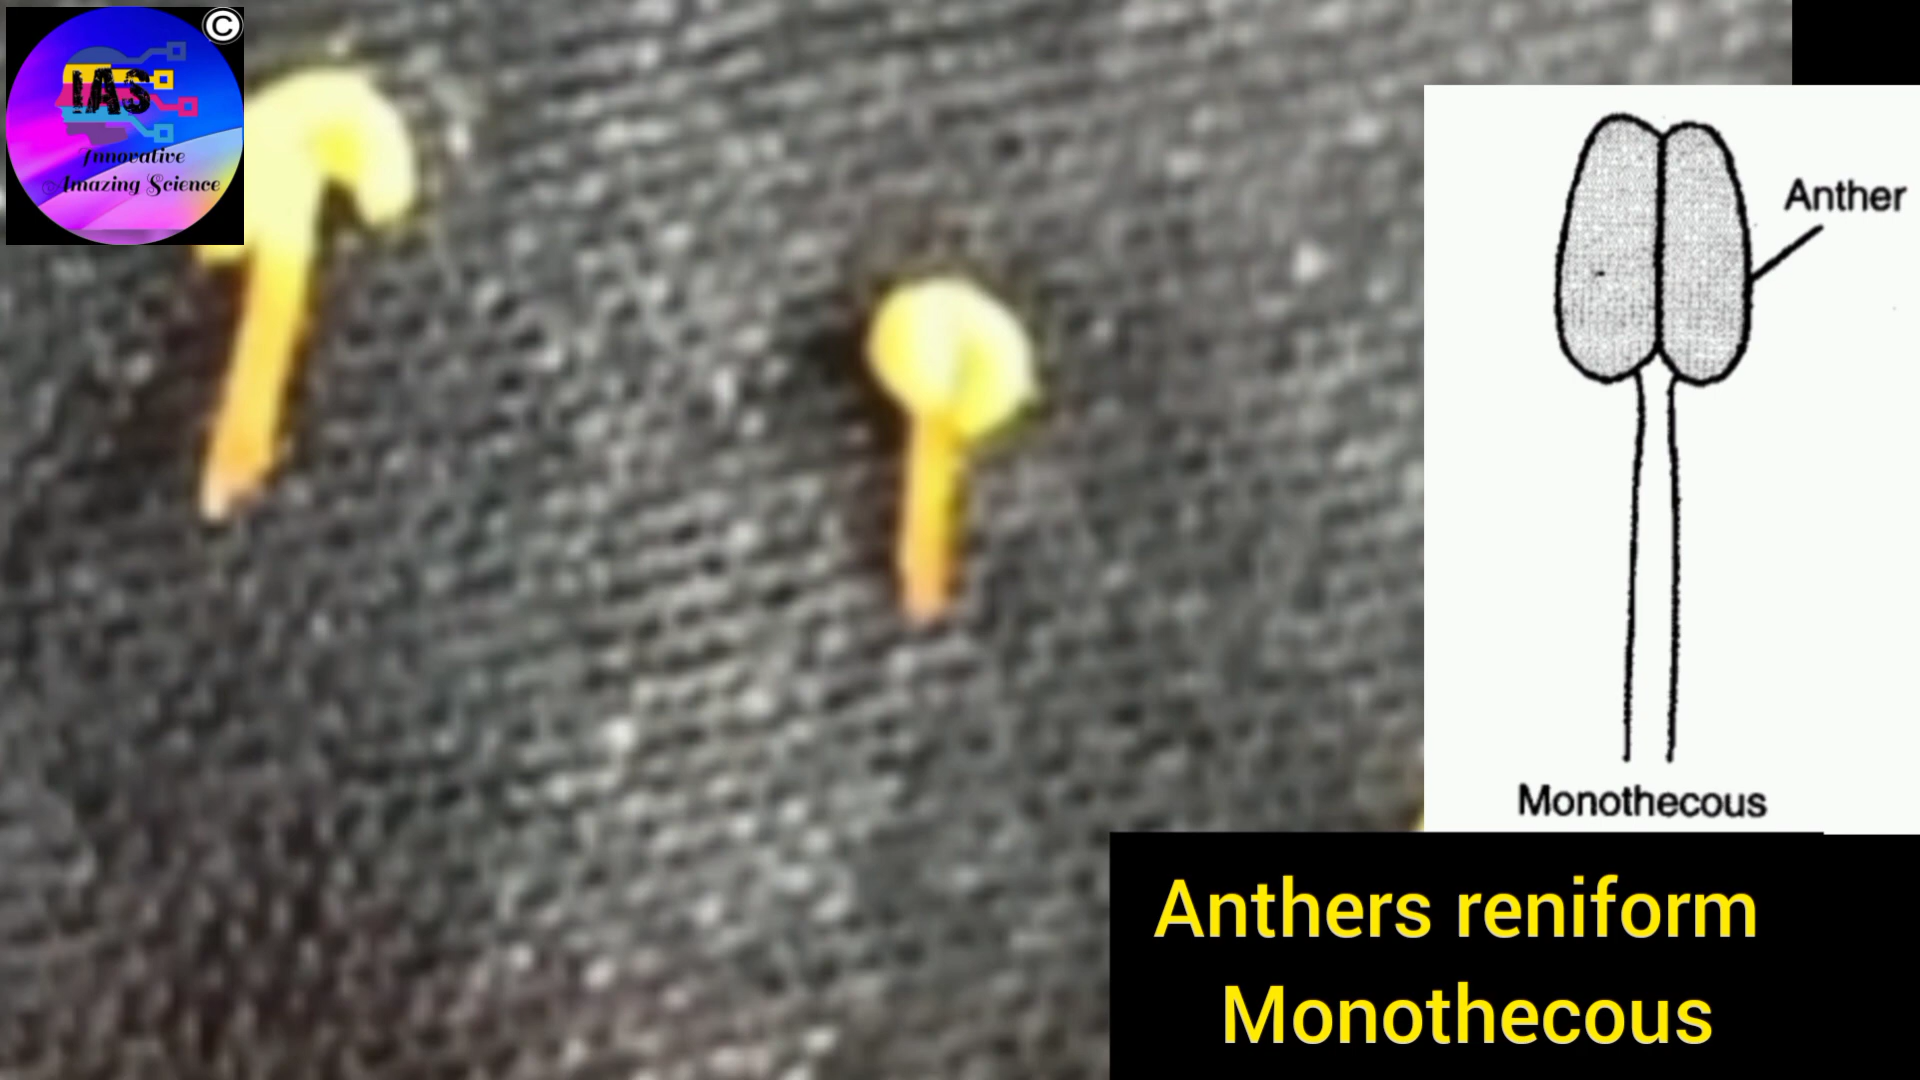 ©
IAS
Innovative
Amazing Science
Anther
Monothecous
Anthers reniform
Monothecous